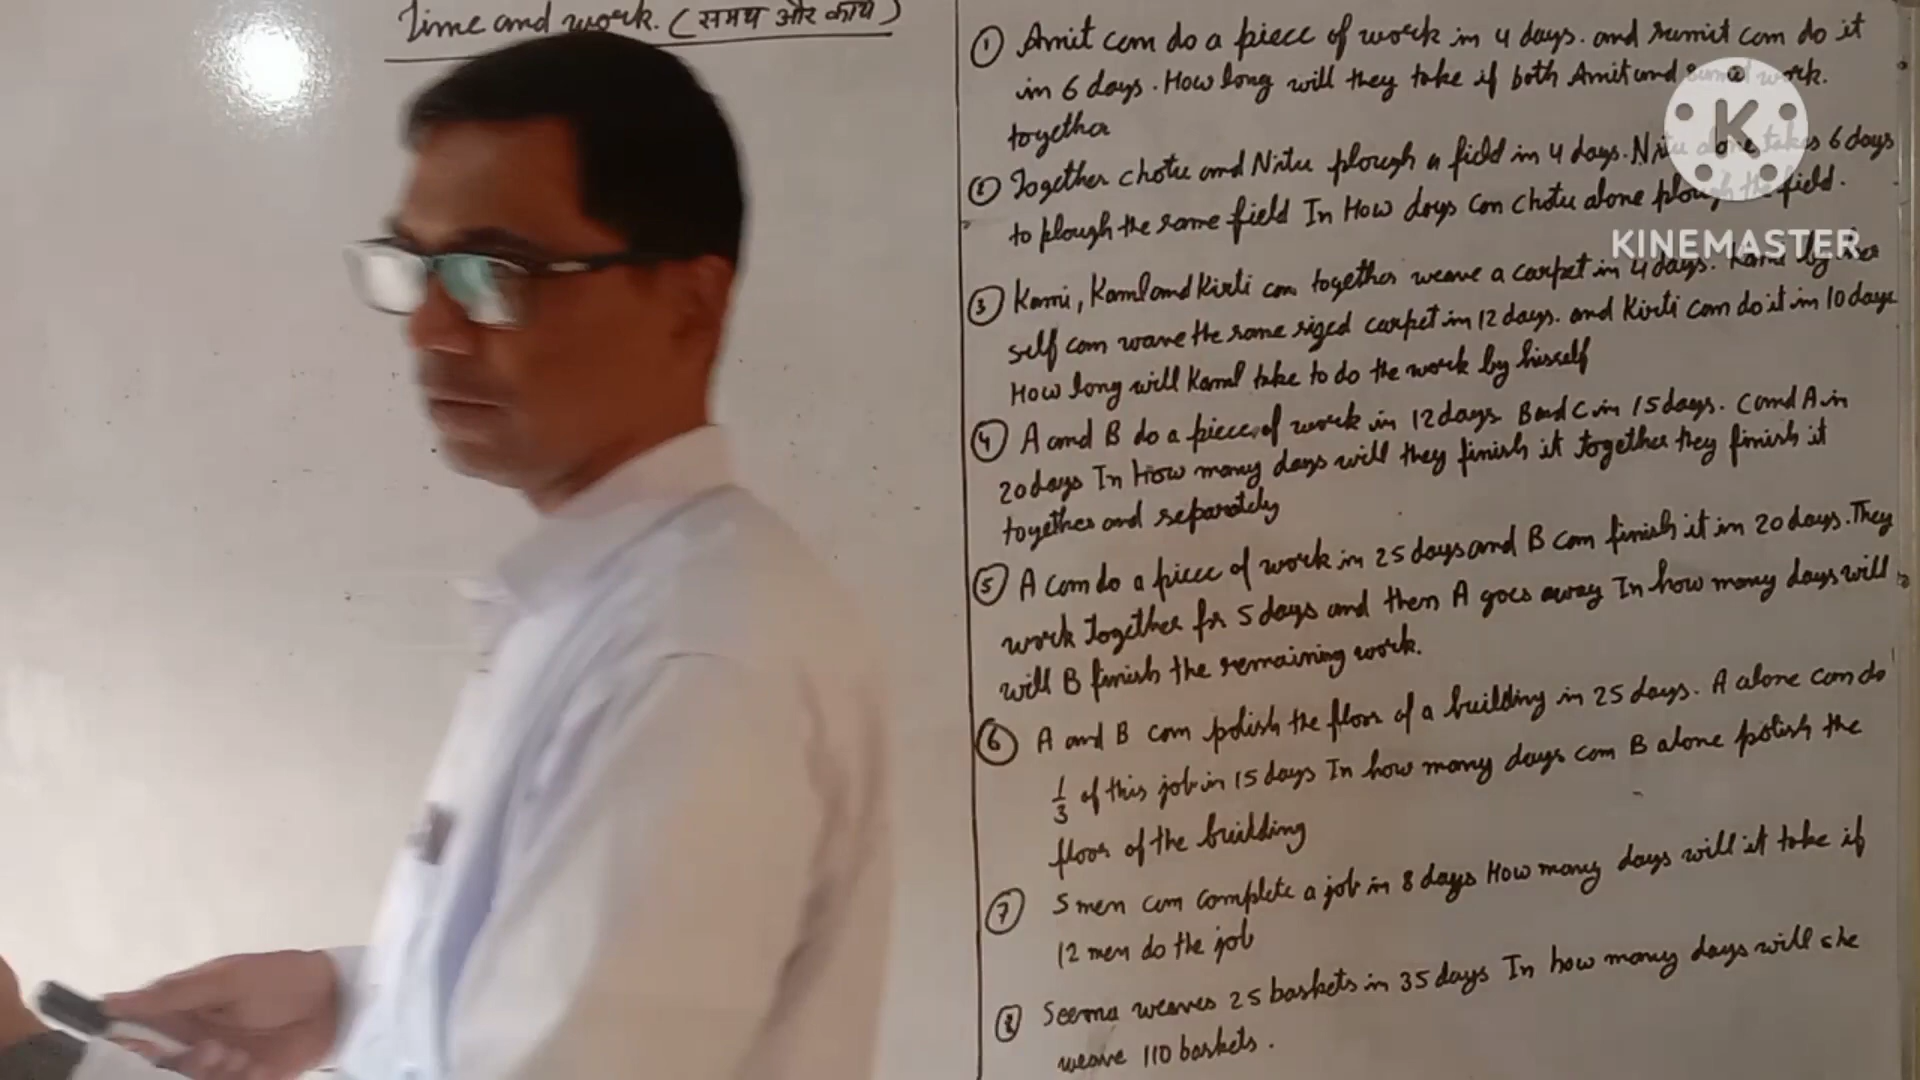 Time and work. (समय और कार्य)
① Amit can do a piece of work in 4 days. and sumit can do it
in 6 days. How long will they take if both Amit and work.
together
② Together chotu and Nitu plough a field in 4 days. Nitu alone takes 6 days
to plough the same field In How days can chotu alone plough the field.
KINEMASTER
③ Kami, Kamal and Kirti can together weave a carpet in 4 days. Kami by her
self can wave the same sized carpet in 12 days. and Kirti can do it in 10 days
How long will Kamal take to do the work by hisself
④ A and B do a piece of work in 12 days B and C in 15 days. C and A in
20 days In How many days will they finish it together they finish it
together and separately
⑤ A can do a piece of work in 25 days and B can finish it in 20 days. They
work together for 5 days and then A goes away In how many days will
will B finish the remaining work.
⑥ A and B can polish the floor of a building in 25 days. A alone can do
1/3 of this job in 15 days In how many days can B alone polish the
floor of the building
⑦ 5 men can complete a job in 8 days How many days will it take if
12 men do the job
⑧ Seema weaves 25 baskets in 35 days In how many days will she
weave 110 baskets.